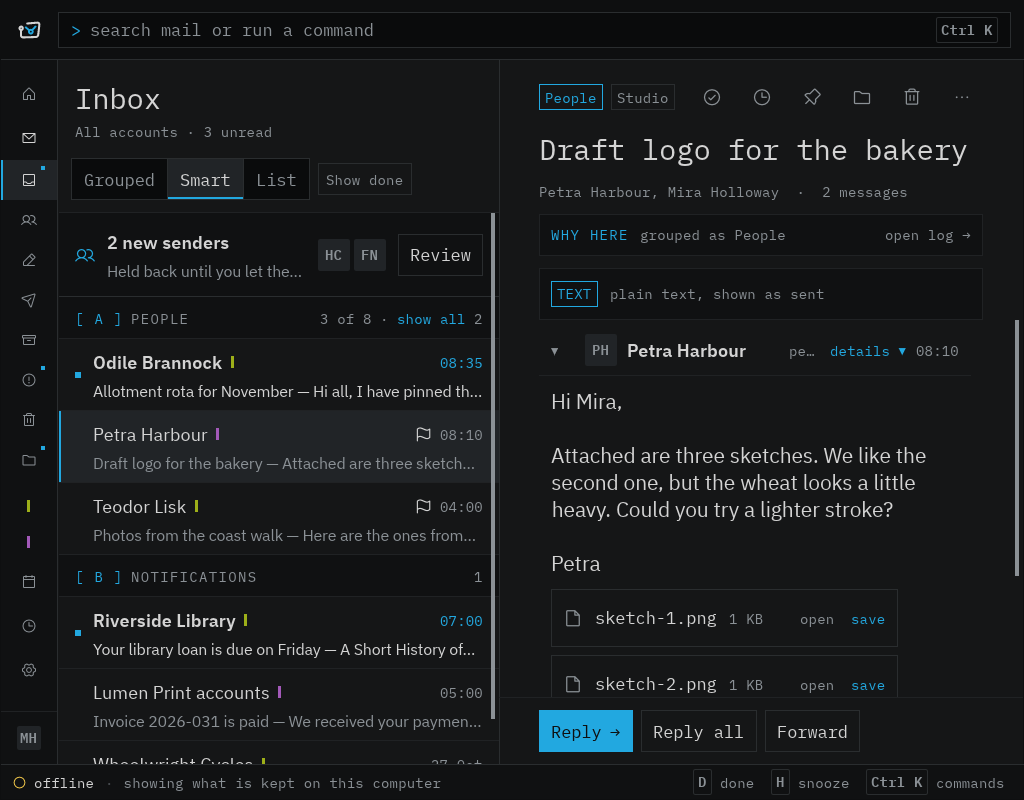 > search mail or run a command Ctrl K
Inbox
All accounts · 3 unread
Grouped Smart List Show done
2 new senders
Held back until you let the…
HC FN Review
[ A ] PEOPLE 3 of 8 · show all 2
Odile Brannock 08:35
Allotment rota for November — Hi all, I have pinned th…
Petra Harbour 08:10
Draft logo for the bakery — Attached are three sketch…
Teodor Lisk 04:00
Photos from the coast walk — Here are the ones from…
[ B ] NOTIFICATIONS 1
Riverside Library 07:00
Your library loan is due on Friday — A Short History of…
Lumen Print accounts 05:00
Invoice 2026-031 is paid — We received your paymen…
Wheelwright Cycles 27 Oct
People Studio ···
Draft logo for the bakery
Petra Harbour, Mira Holloway · 2 messages
WHY HERE grouped as People open log →
TEXT plain text, shown as sent
▼ PH Petra Harbour pe… details ▼ 08:10
Hi Mira,
Attached are three sketches. We like the
second one, but the wheat looks a little
heavy. Could you try a lighter stroke?
Petra
sketch-1.png 1 KB open save
sketch-2.png 1 KB open save
Reply → Reply all Forward
MH
offline · showing what is kept on this computer
D done H snooze Ctrl K commands